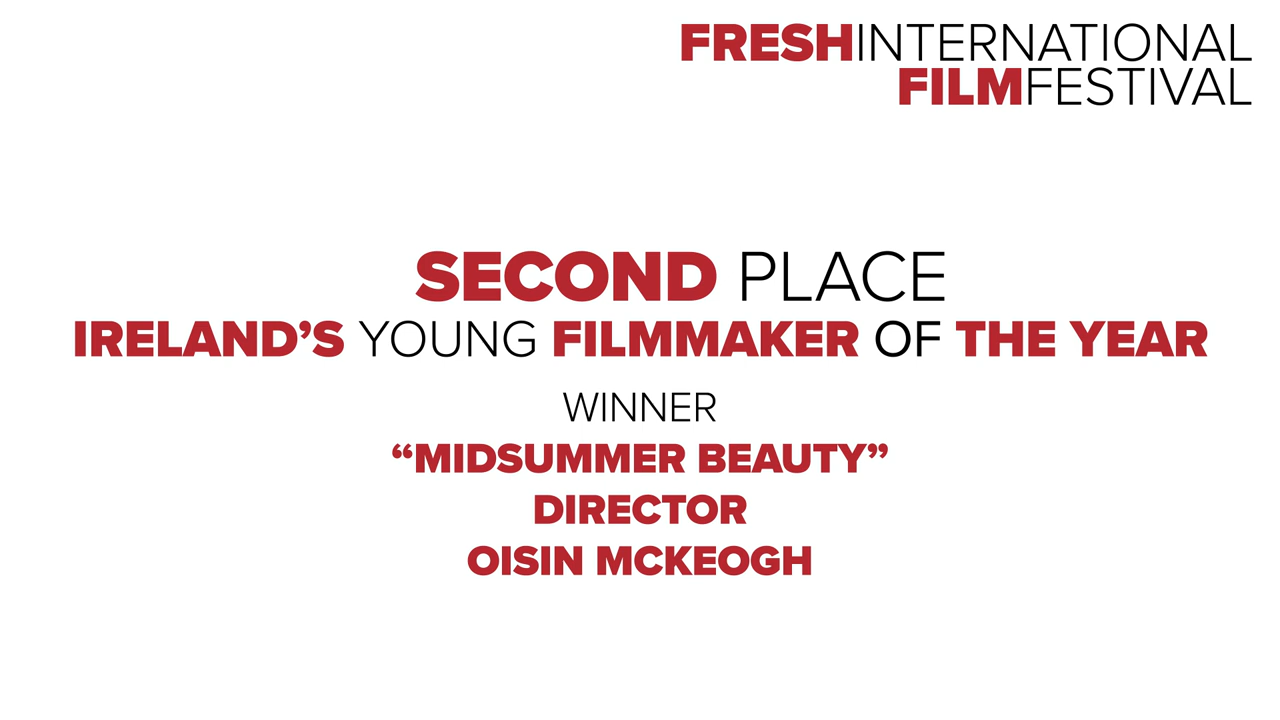 FRESHINTERNATIONAL
FILMFESTIVAL
SECOND PLACE
IRELAND’S YOUNG FILMMAKER OF THE YEAR
WINNER
“MIDSUMMER BEAUTY”
DIRECTOR
OISIN MCKEOGH